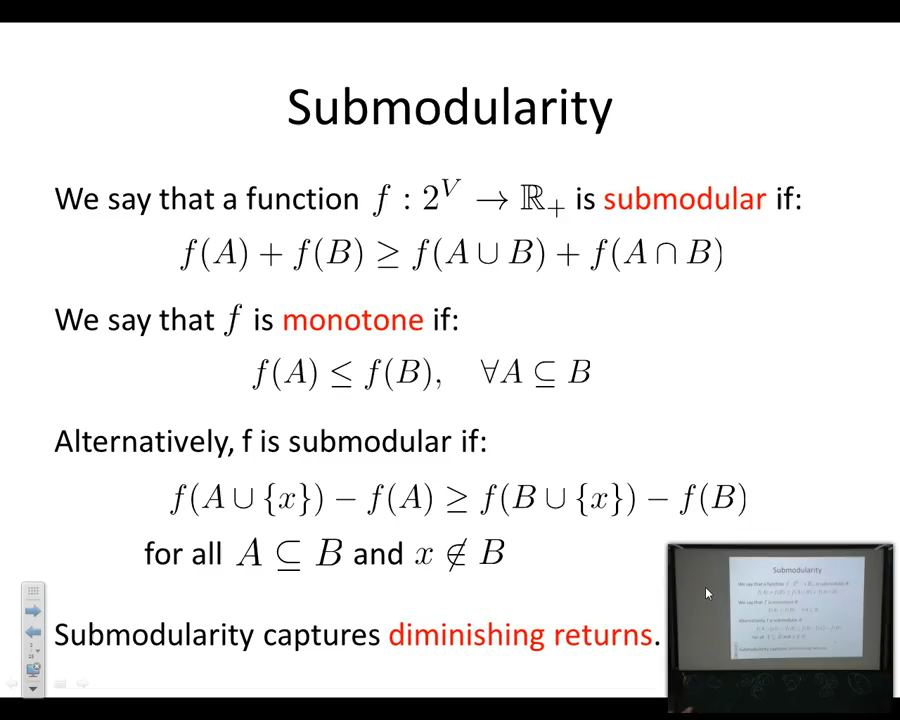 Submodularity
We say that a function f : 2^V → ℝ₊ is submodular if:
f(A) + f(B) ≥ f(A ∪ B) + f(A ∩ B)
We say that f is monotone if:
f(A) ≤ f(B), ∀A ⊆ B
Alternatively, f is submodular if:
f(A ∪ {x}) − f(A) ≥ f(B ∪ {x}) − f(B)
for all A ⊆ B and x ∉ B
Submodularity captures diminishing returns.
Submodularity